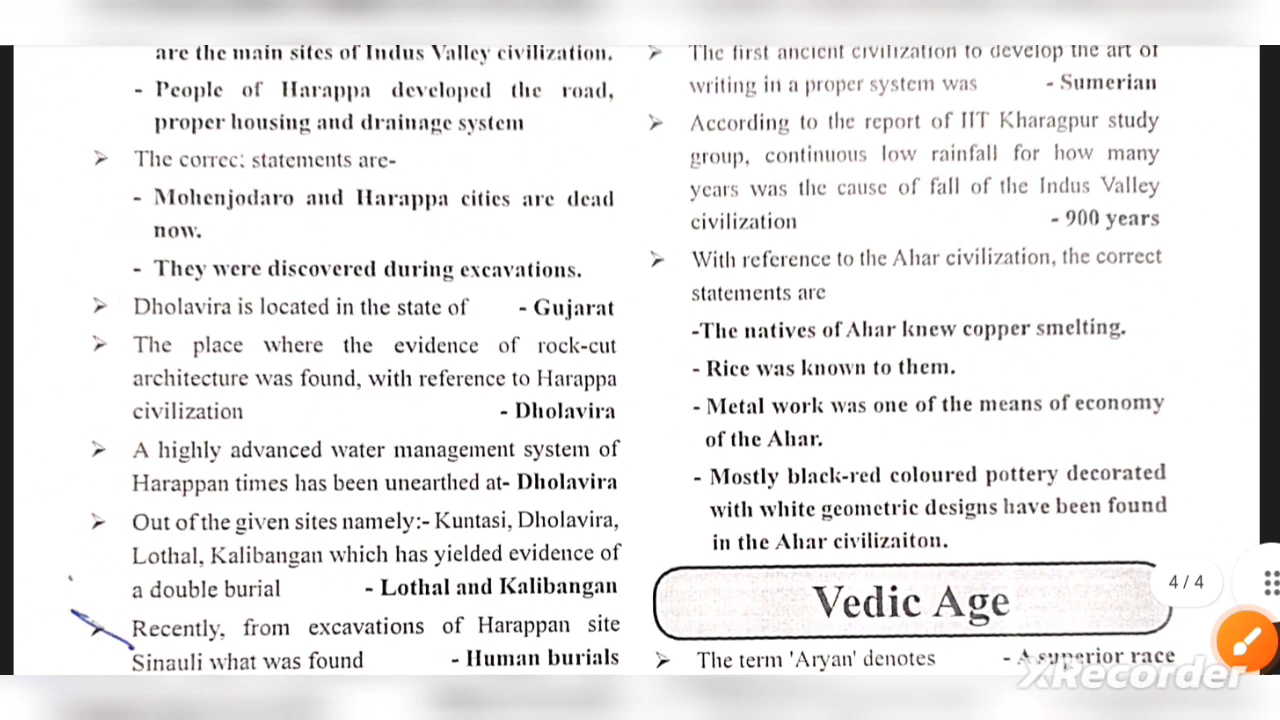 are the main sites of Indus Valley civilization.
- People of Harappa developed the road,
proper housing and drainage system
➢ The correct statements are-
- Mohenjodaro and Harappa cities are dead
now.
- They were discovered during excavations.
➢ Dholavira is located in the state of - Gujarat
➢ The place where the evidence of rock-cut
architecture was found, with reference to Harappa
civilization - Dholavira
➢ A highly advanced water management system of
Harappan times has been unearthed at- Dholavira
➢ Out of the given sites namely:- Kuntasi, Dholavira,
Lothal, Kalibangan which has yielded evidence of
a double burial - Lothal and Kalibangan
➢ Recently, from excavations of Harappan site
Sinauli what was found - Human burials
➢ The first ancient civilization to develop the art of
writing in a proper system was - Sumerian
➢ According to the report of IIT Kharagpur study
group, continuous low rainfall for how many
years was the cause of fall of the Indus Valley
civilization - 900 years
➢ With reference to the Ahar civilization, the correct
statements are
-The natives of Ahar knew copper smelting.
- Rice was known to them.
- Metal work was one of the means of economy
of the Ahar.
- Mostly black-red coloured pottery decorated
with white geometric designs have been found
in the Ahar civilizaiton.
Vedic Age
➢ The term 'Aryan' denotes - A superior race
4 / 4
XRecorder